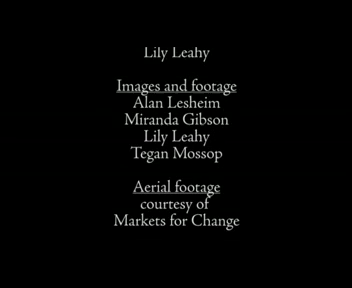 Lily Leahy
Images and footage
Alan Lesheim
Miranda Gibson
Lily Leahy
Tegan Mossop
Aerial footage
courtesy of
Markets for Change